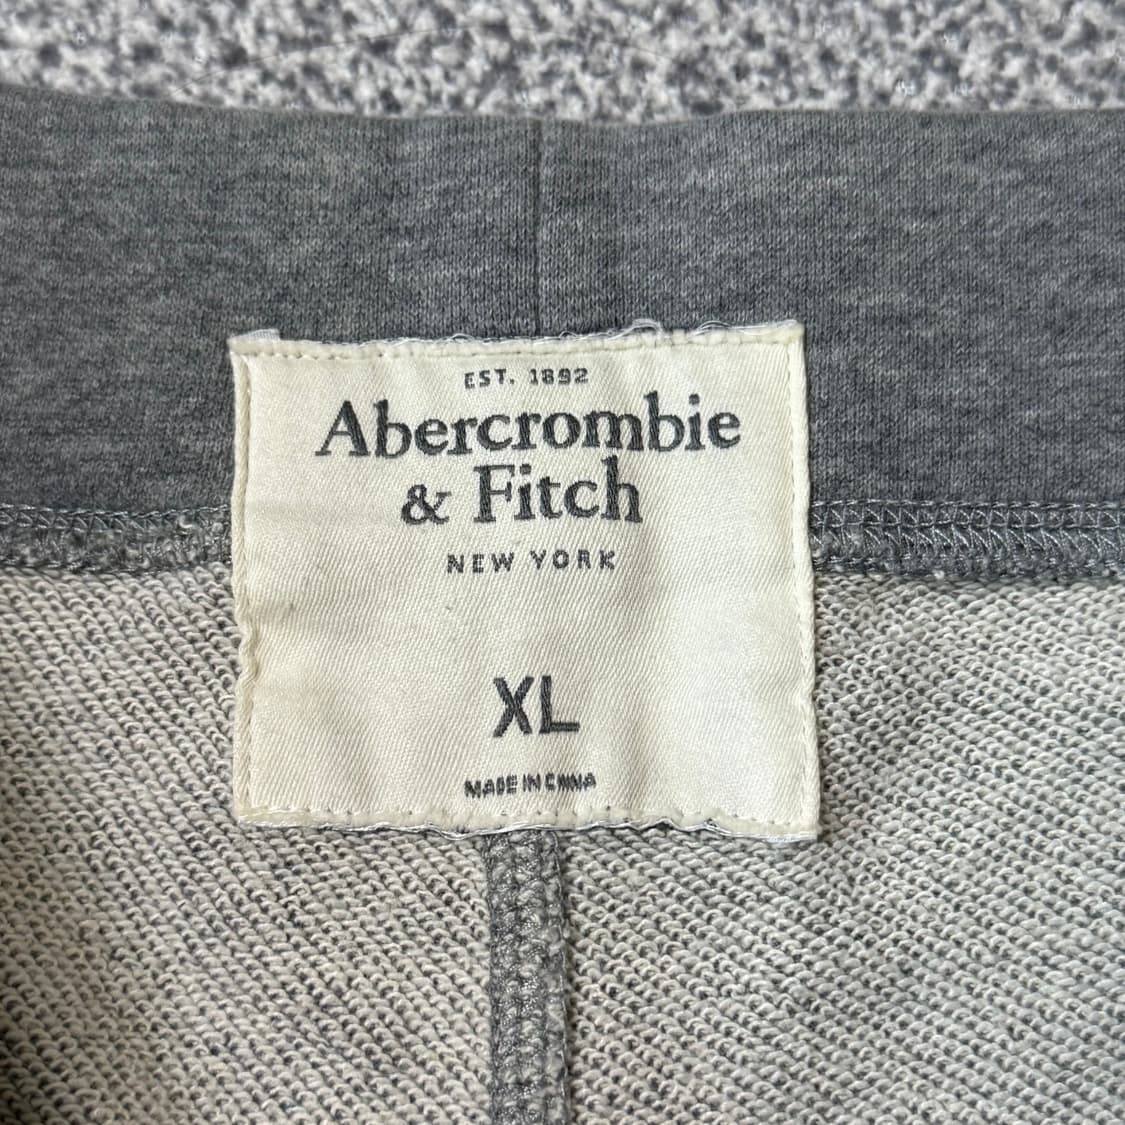 EST. 1892
Abercrombie
& Fitch
NEW YORK
XL
MADE IN CHINA